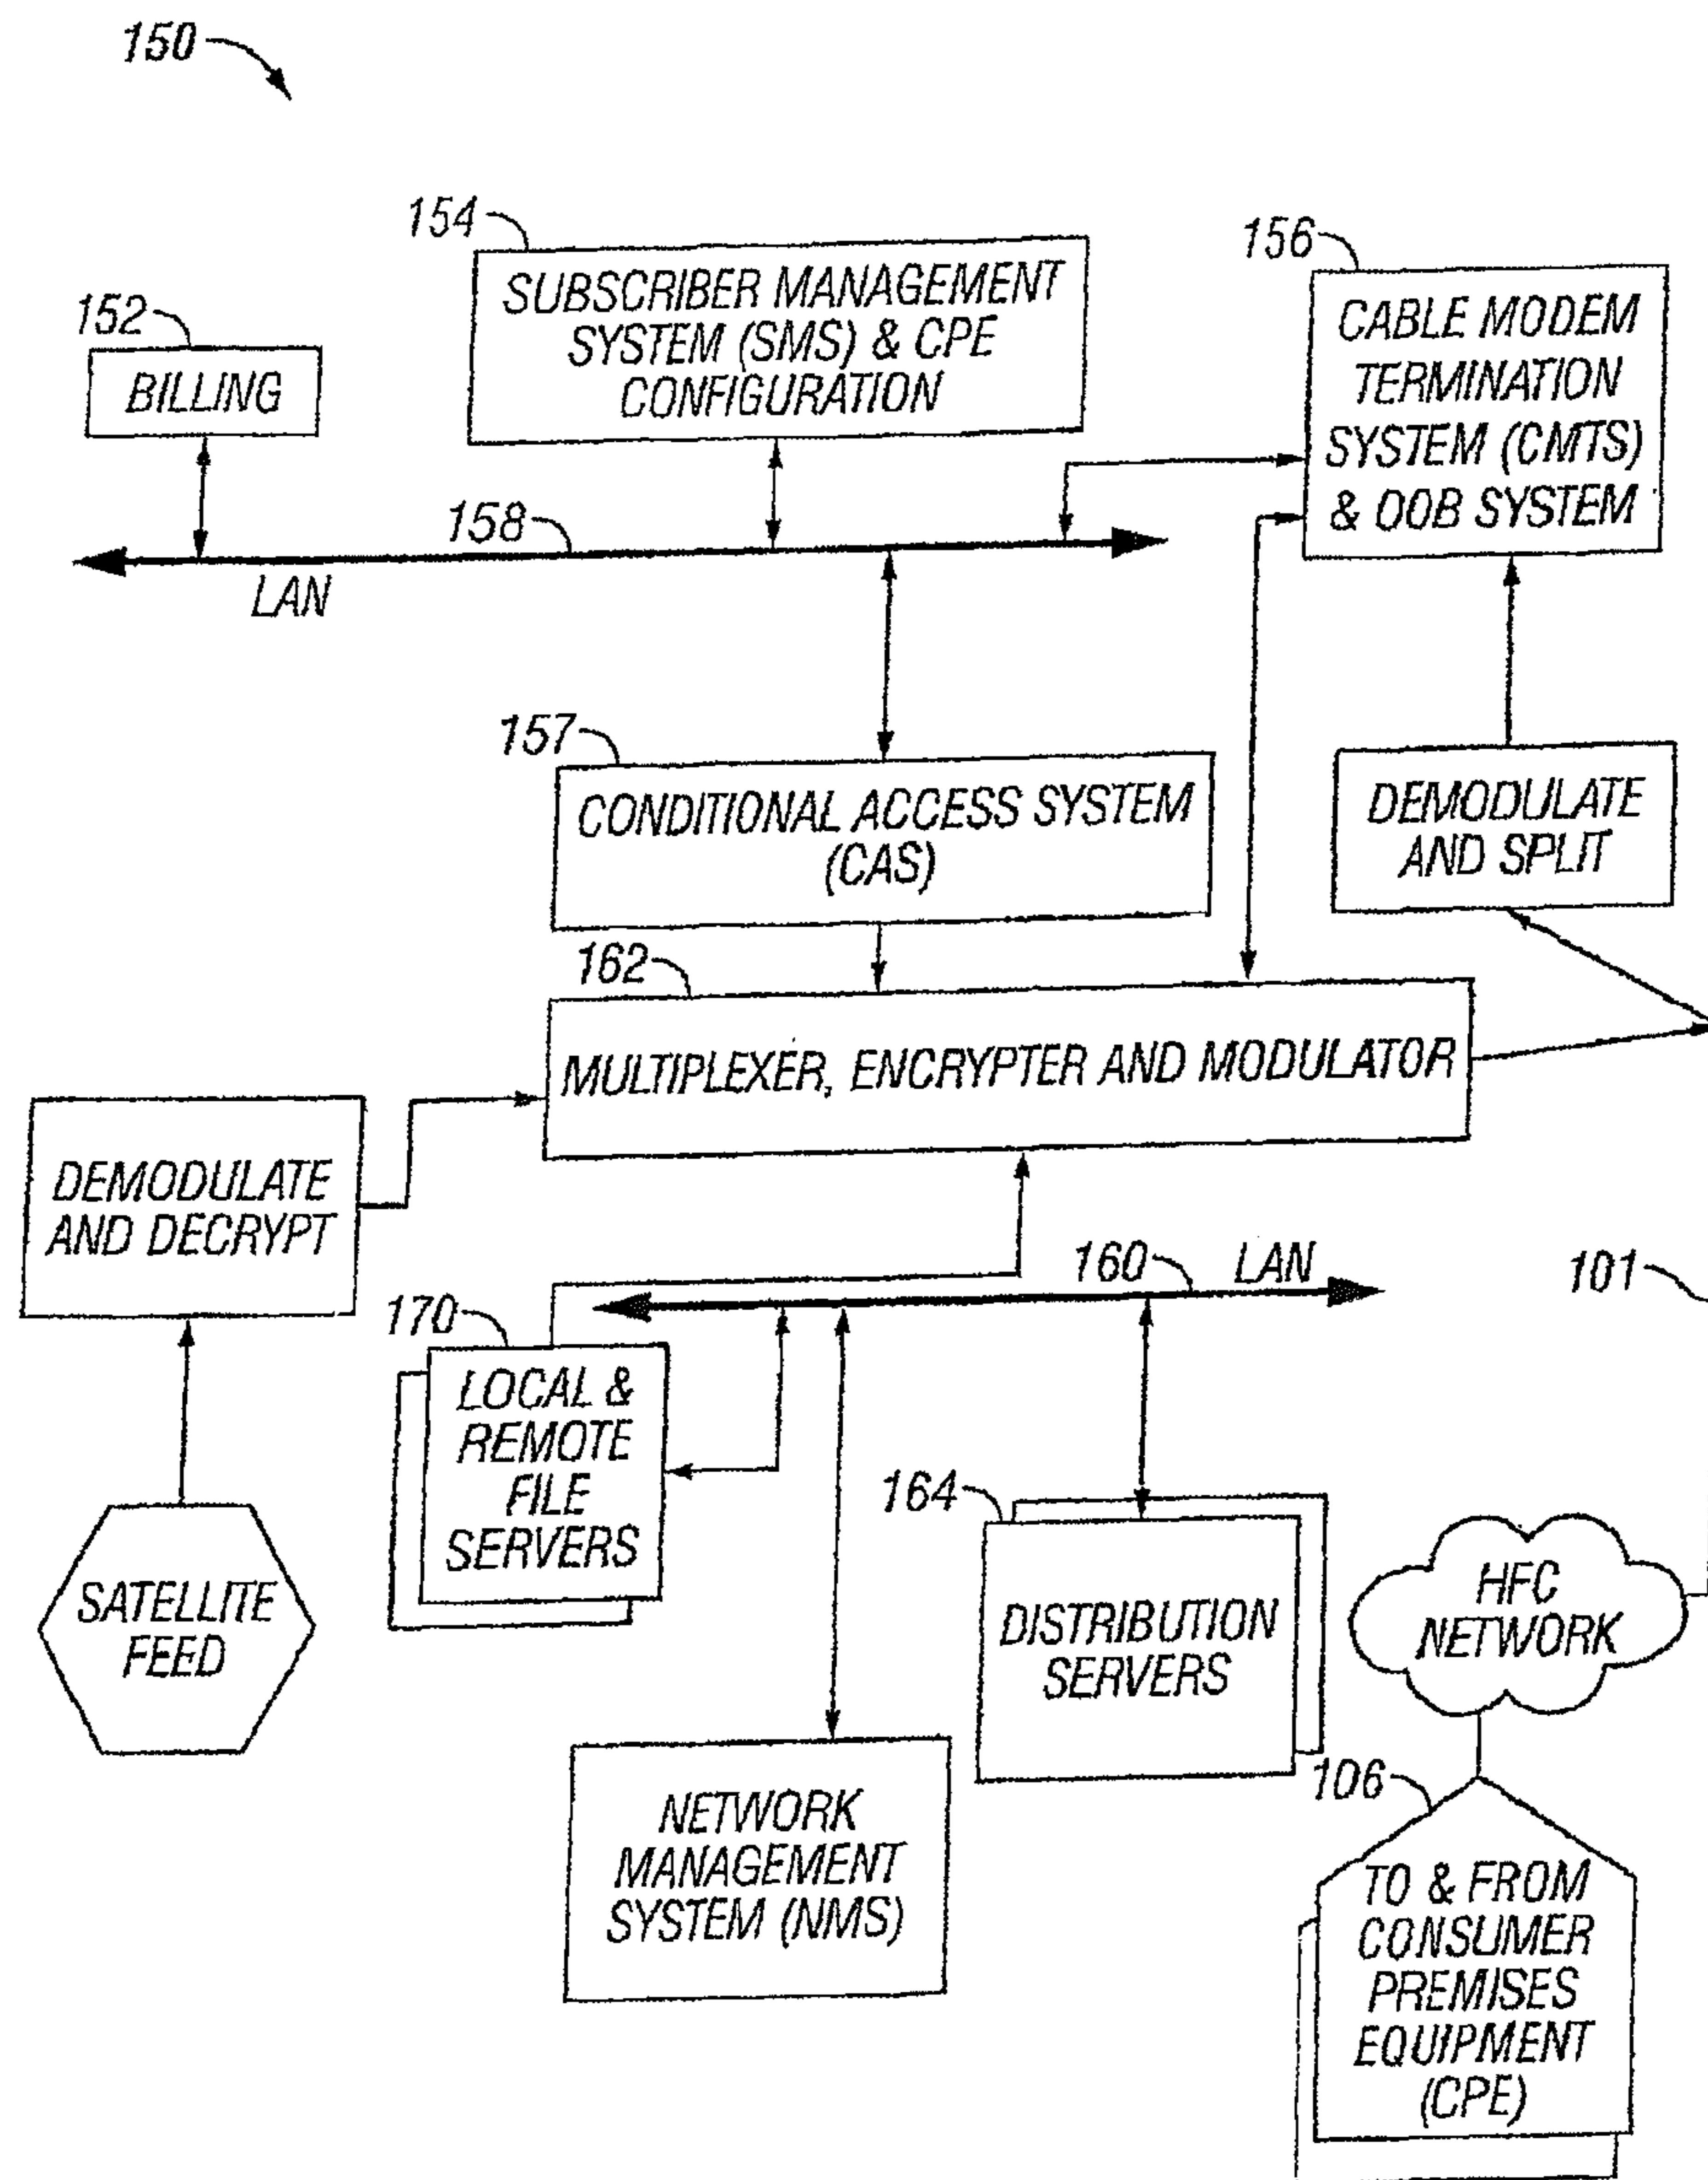 150
154
SUBSCRIBER MANAGEMENT
SYSTEM (SMS) & CPE
CONFIGURATION
156
CABLE MODEM
TERMINATION
SYSTEM (CMTS)
& OOB SYSTEM
152
BILLING
158
LAN
157
CONDITIONAL ACCESS SYSTEM
(CAS)
DEMODULATE
AND SPLIT
162
MULTIPLEXER, ENCRYPTER AND MODULATOR
DEMODULATE
AND DECRYPT
160
LAN
101
170
LOCAL &
REMOTE
FILE
SERVERS
164
DISTRIBUTION
SERVERS
SATELLITE
FEED
HFC
NETWORK
NETWORK
MANAGEMENT
SYSTEM (NMS)
106
TO & FROM
CONSUMER
PREMISES
EQUIPMENT
(CPE)